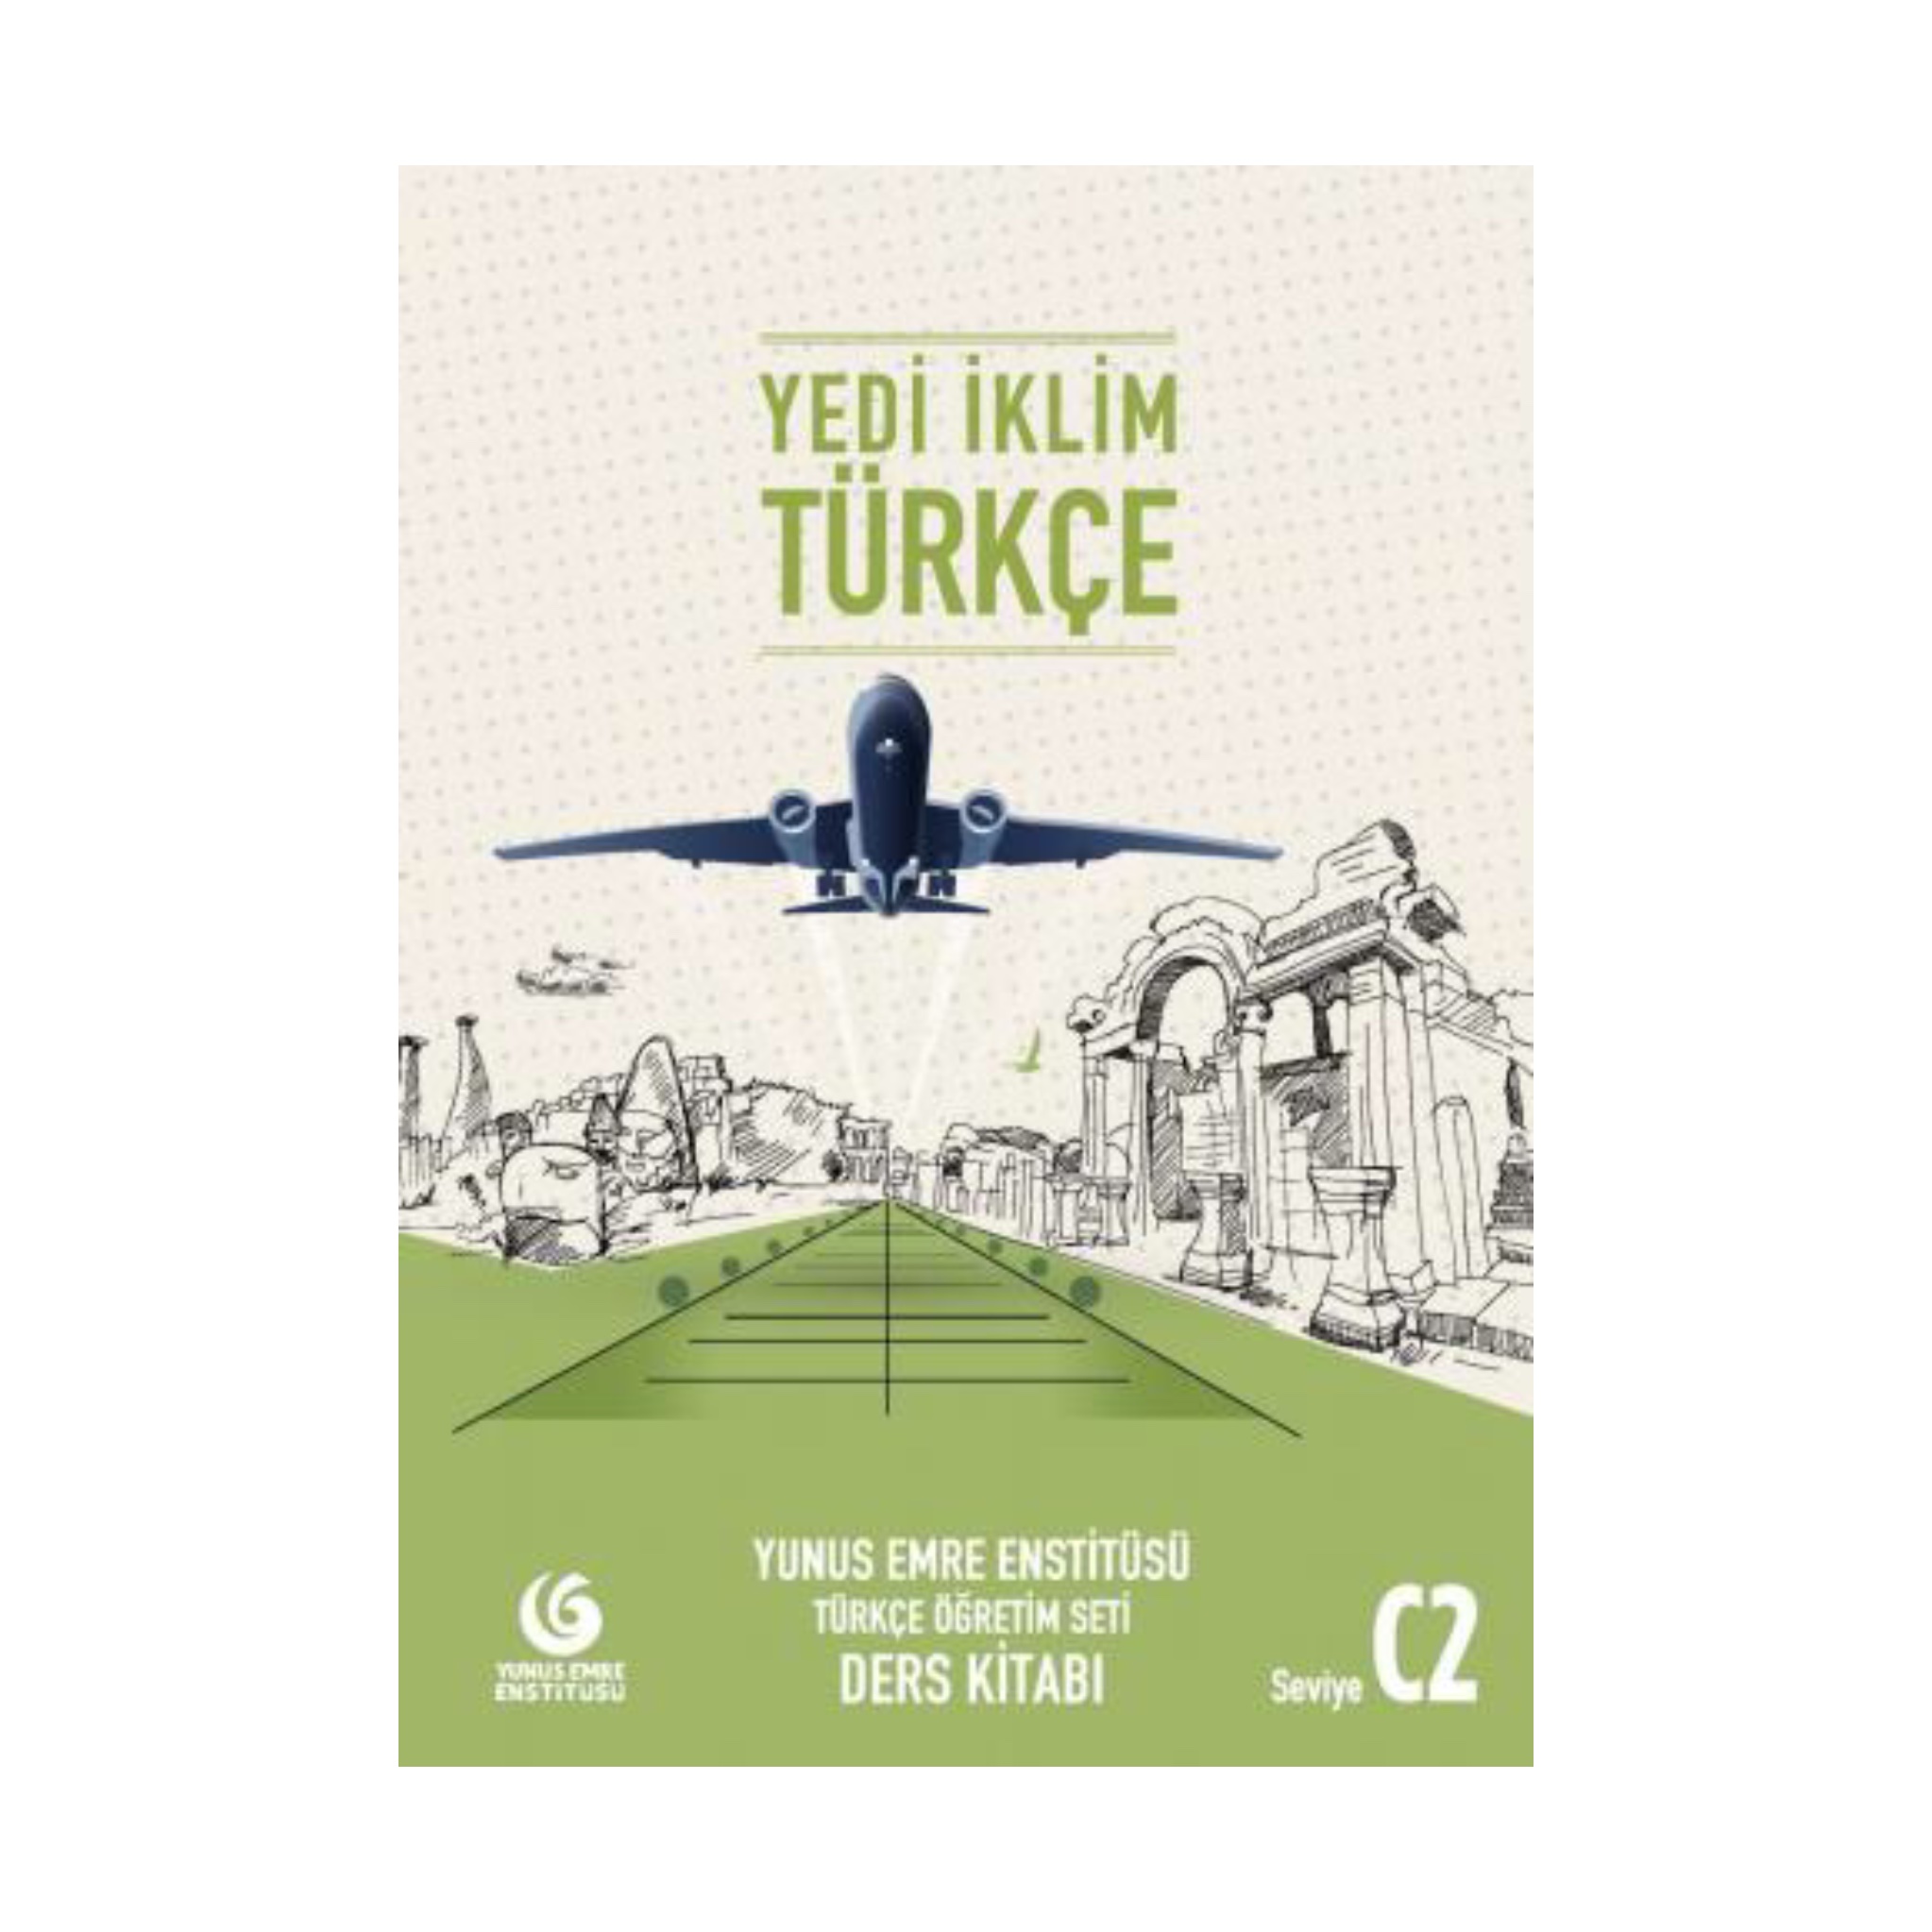 YEDİ İKLİM
TÜRKÇE
YUNUS EMRE ENSTİTÜSÜ
TÜRKÇE ÖĞRETİM SETİ
DERS KİTABI
YUNUS EMRE
ENSTİTÜSÜ
Seviye C2